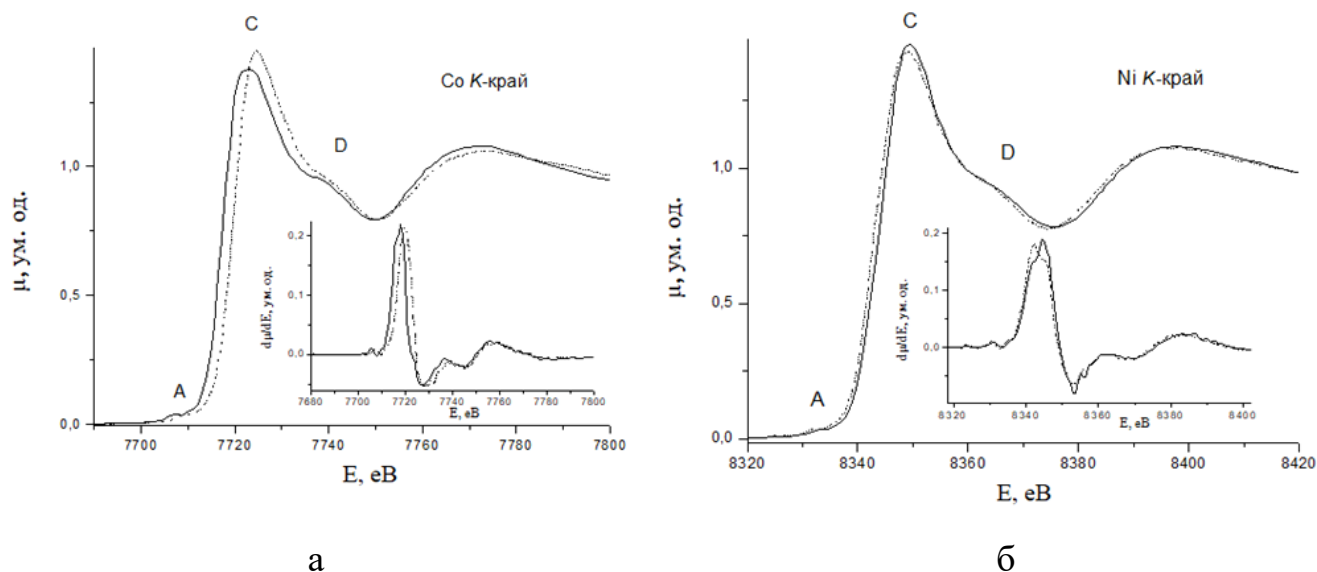 C
Co K-край
D
A
μ, ум. од.
1,0
0,5
0,0
7700
7720
7740
7760
7780
7800
E, еВ
dμ/dE, ум. од.
0,2
0,1
0,0
7680
7700
7720
7740
7760
7780
7800
E, еВ
а
C
Ni K-край
D
A
μ, ум. од.
1,0
0,5
0,0
8320
8340
8360
8380
8400
8420
E, еВ
dμ/dE, ум. од.
0,2
0,1
0,0
8320
8340
8360
8380
8400
E, еВ
б